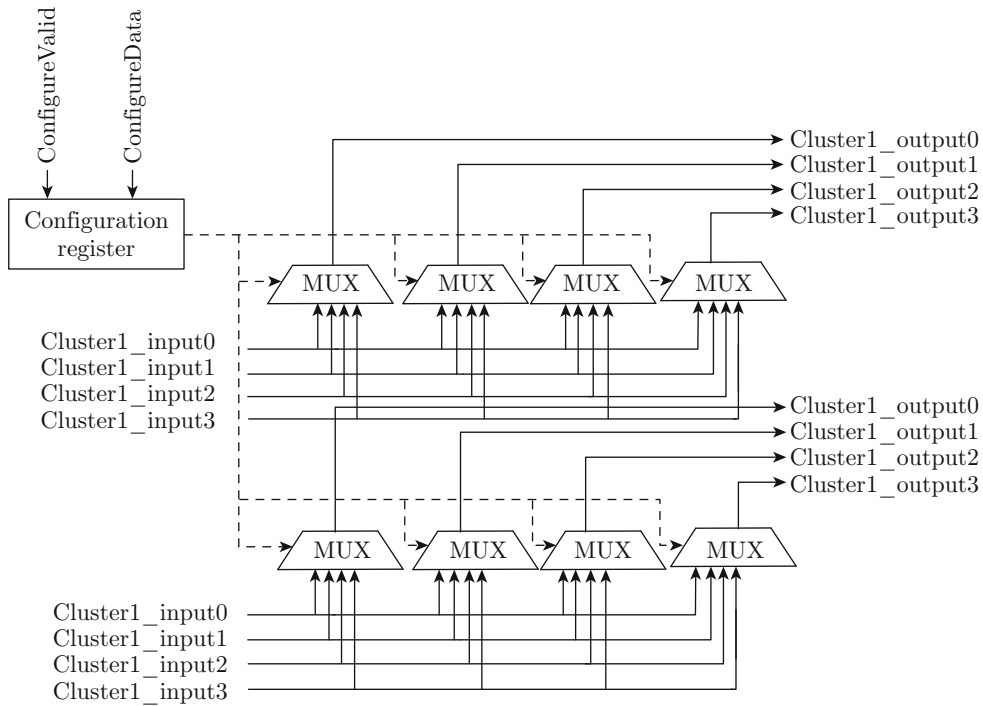 ConfigureValid
ConfigureData
Configuration
register
Cluster1_output0
Cluster1_output1
Cluster1_output2
Cluster1_output3
MUX
MUX
MUX
MUX
Cluster1_input0
Cluster1_input1
Cluster1_input2
Cluster1_input3
Cluster1_output0
Cluster1_output1
Cluster1_output2
Cluster1_output3
MUX
MUX
MUX
MUX
Cluster1_input0
Cluster1_input1
Cluster1_input2
Cluster1_input3